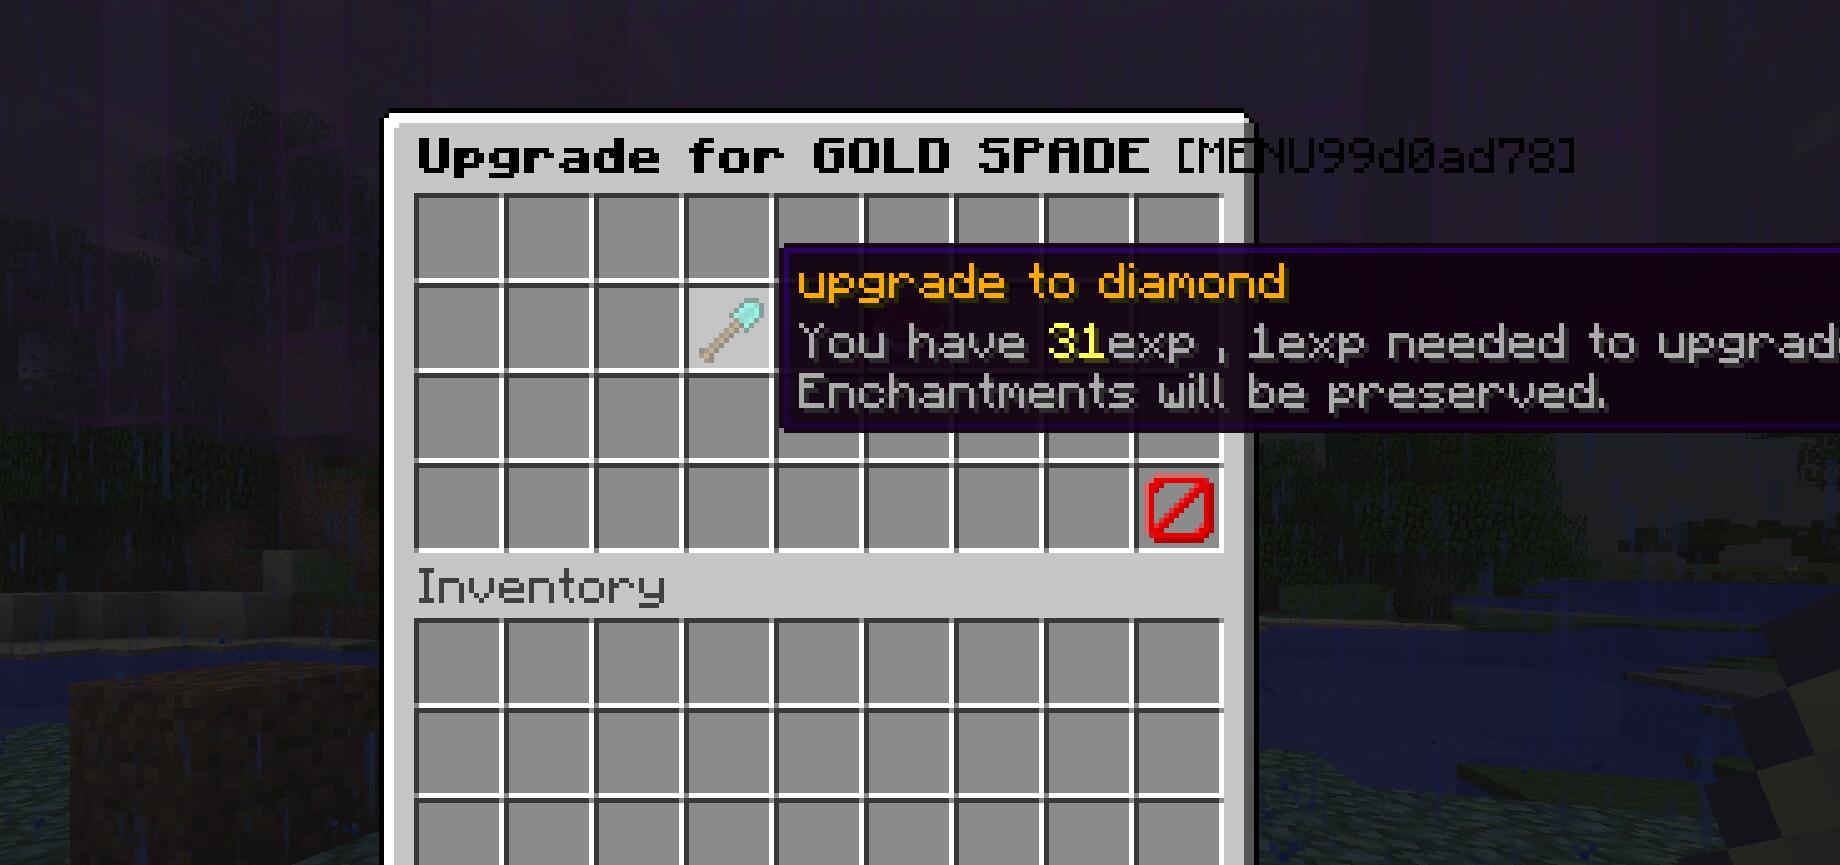 Upgrade for GOLD SPADE [MENU99d0ad78]
upgrade to diamond
You have 31exp , 1exp needed to upgrad
Enchantments will be preserved.
Inventory